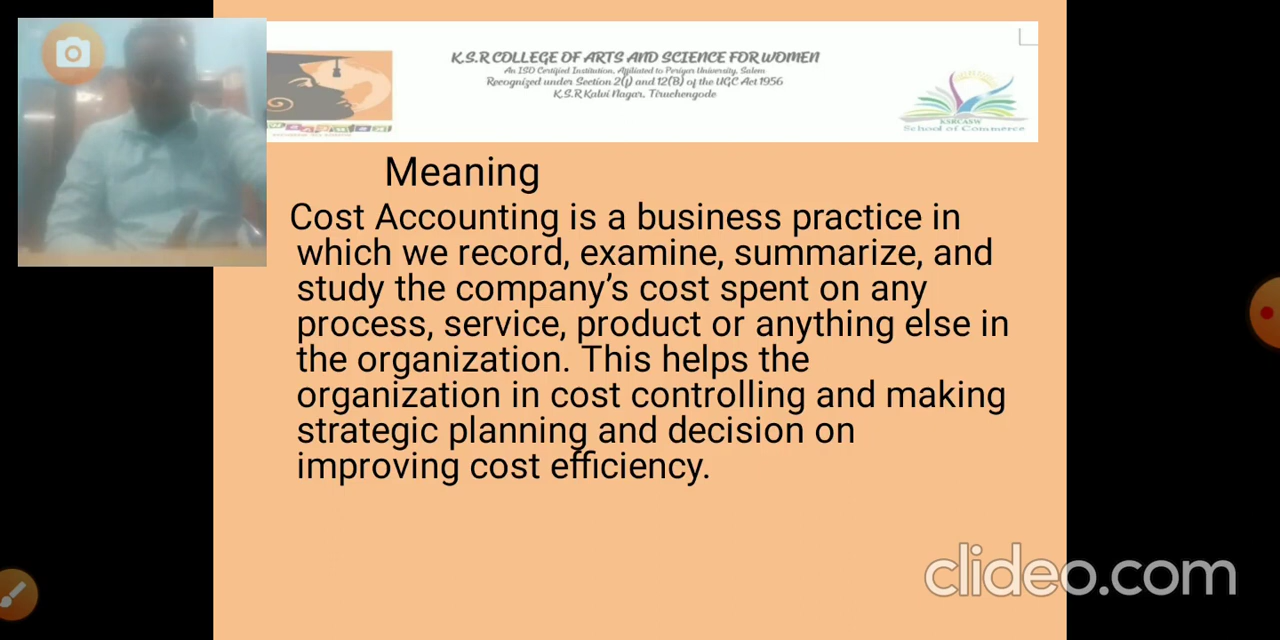 K.S.R COLLEGE OF ARTS AND SCIENCE FOR WOMEN
An ISO Certified Institution, Affiliated to Periyar University, Salem
Recognized under Section 2(f) and 12(B) of the UGC Act 1956
K.S.R Kalvi Nagar, Tiruchengode
KSRCASW
School of Commerce
Meaning
Cost Accounting is a business practice in
which we record, examine, summarize, and
study the company’s cost spent on any
process, service, product or anything else in
the organization. This helps the
organization in cost controlling and making
strategic planning and decision on
improving cost efficiency.
clideo.com